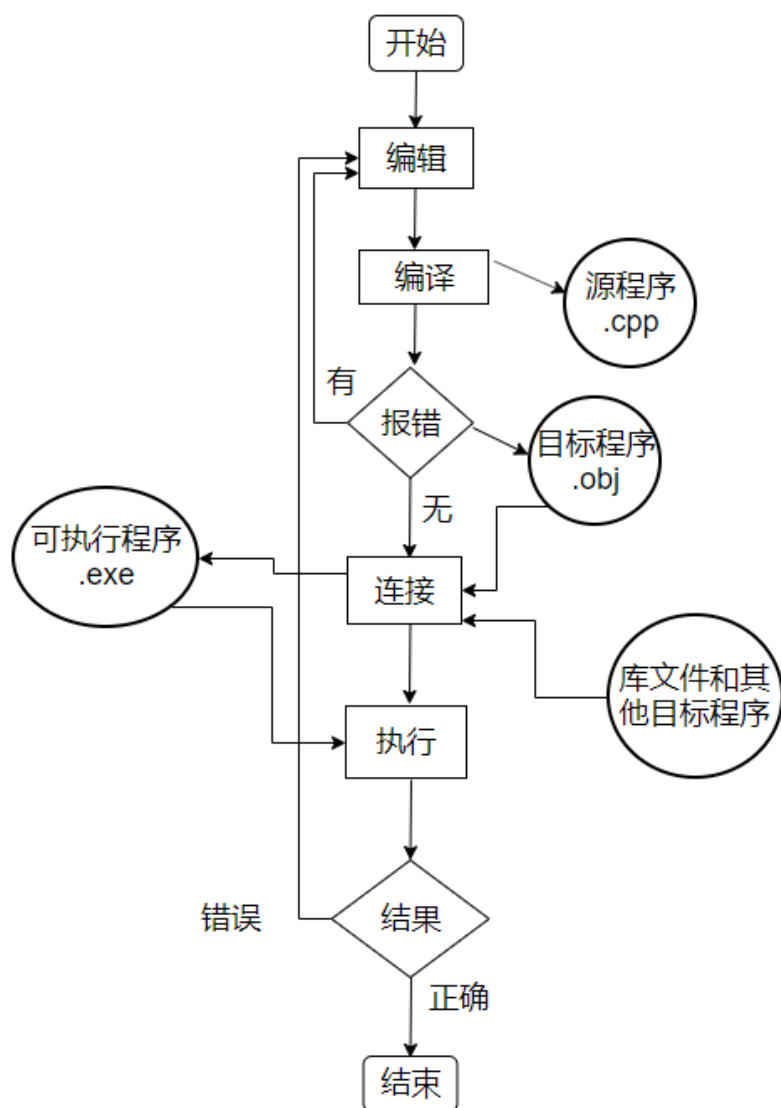 开始
编辑
编译
源程序
.cpp
有
报错
目标程序
.obj
无
可执行程序
.exe
连接
库文件和其
他目标程序
执行
错误
结果
正确
结束